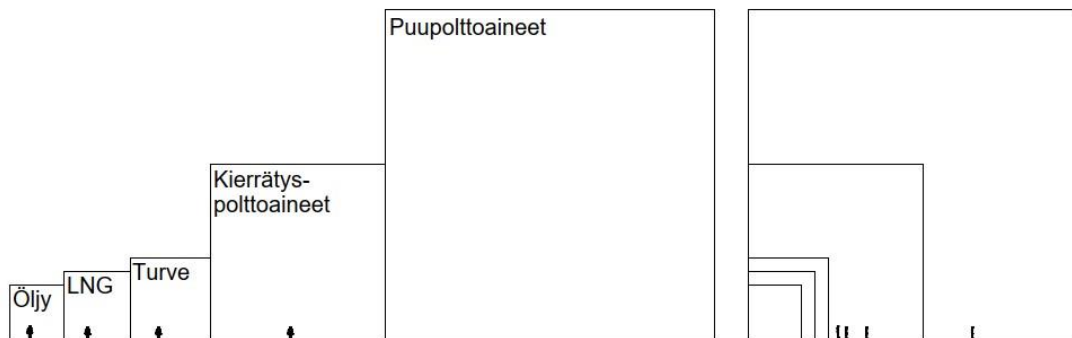 Puupolttoaineet
Kierrätys-
polttoaineet
Turve
LNG
Öljy